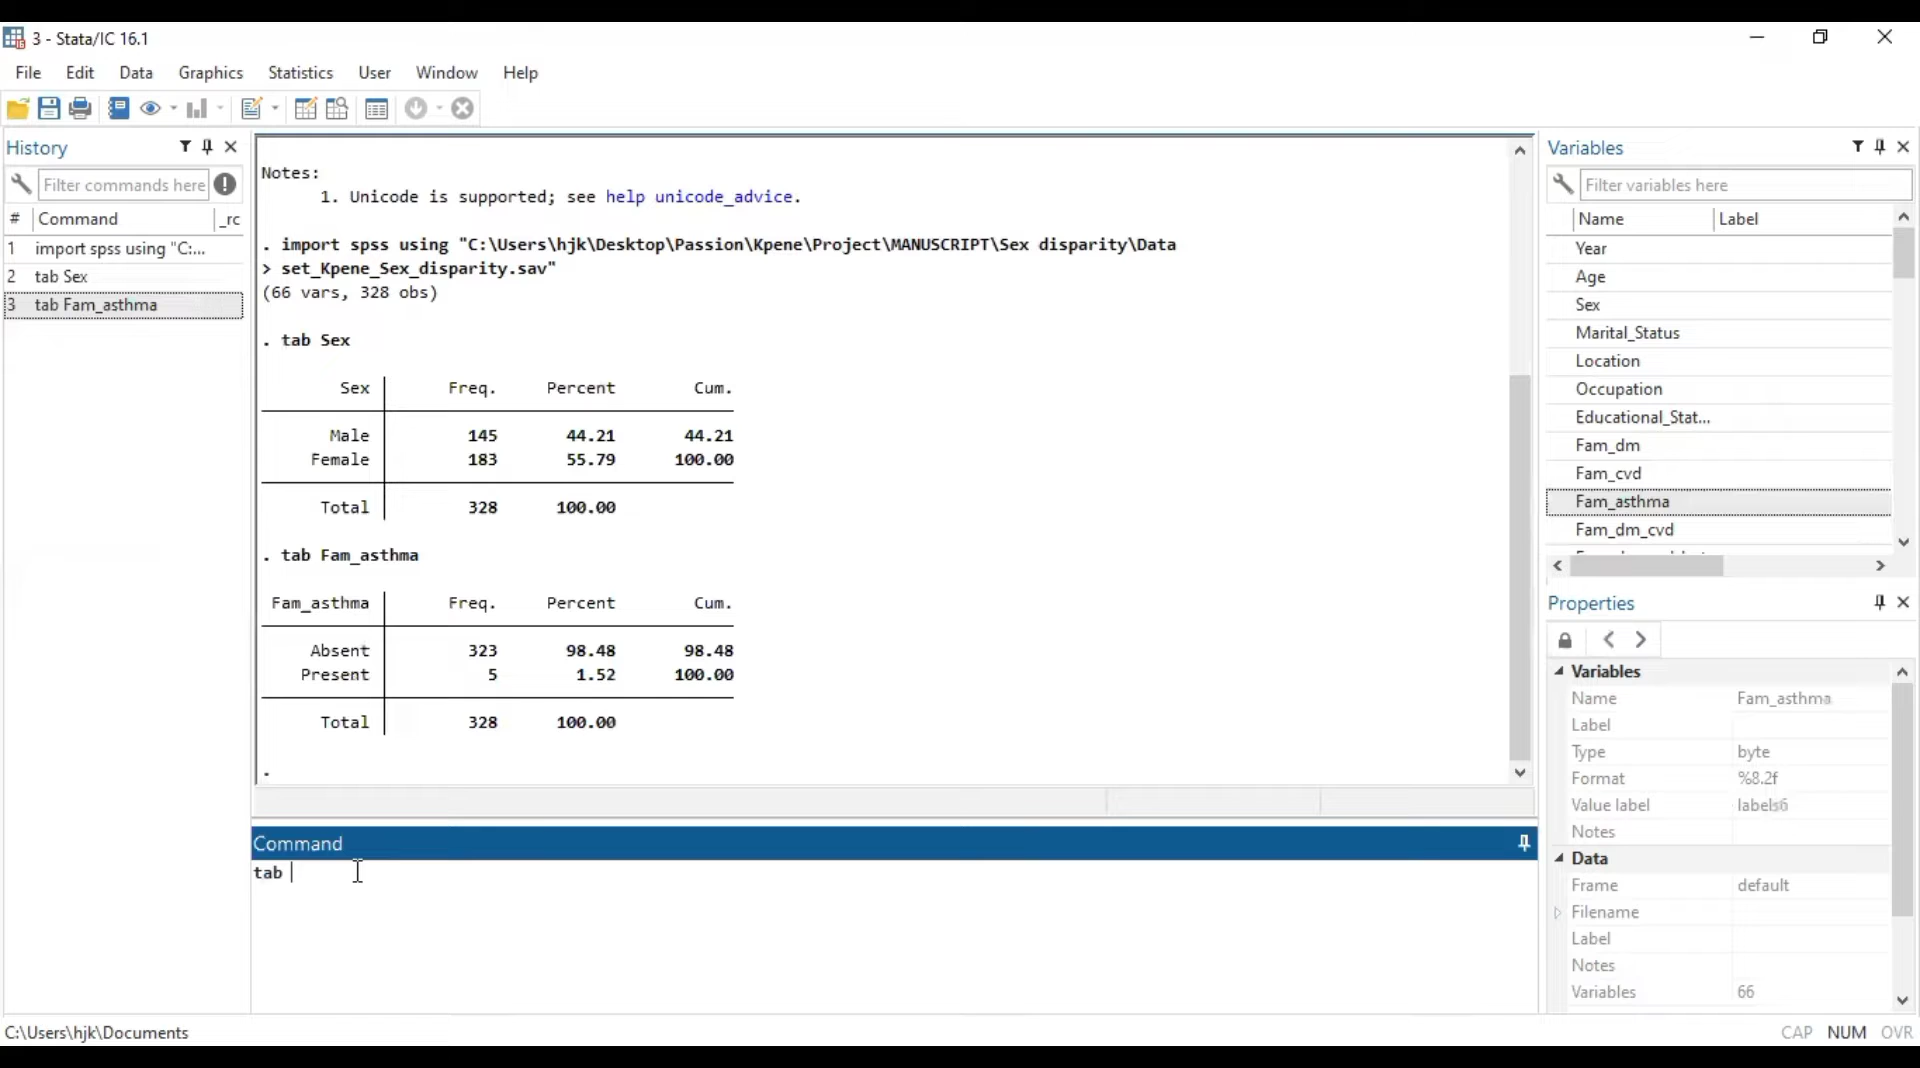 3 - Stata/IC 16.1
File Edit Data Graphics Statistics User Window Help
History
Filter commands here
# Command _rc
1 import spss using "C:...
2 tab Sex
3 tab Fam_asthma
Notes:
1. Unicode is supported; see help unicode_advice.
. import spss using "C:\Users\hjk\Desktop\Passion\Kpene\Project\MANUSCRIPT\Sex disparity\Data
> set_Kpene_Sex_disparity.sav"
(66 vars, 328 obs)
. tab Sex
Sex Freq. Percent Cum.
Male 145 44.21 44.21
Female 183 55.79 100.00
Total 328 100.00
. tab Fam_asthma
Fam_asthma Freq. Percent Cum.
Absent 323 98.48 98.48
Present 5 1.52 100.00
Total 328 100.00
.
Command
tab
Variables
Filter variables here
Name Label
Year
Age
Sex
Marital_Status
Location
Occupation
Educational_Stat...
Fam_dm
Fam_cvd
Fam_asthma
Fam_dm_cvd
Properties
Variables
Name Fam_asthma
Label
Type byte
Format %8.2f
Value label labels6
Notes
Data
Frame default
Filename
Label
Notes
Variables 66
C:\Users\hjk\Documents
CAP NUM OVR